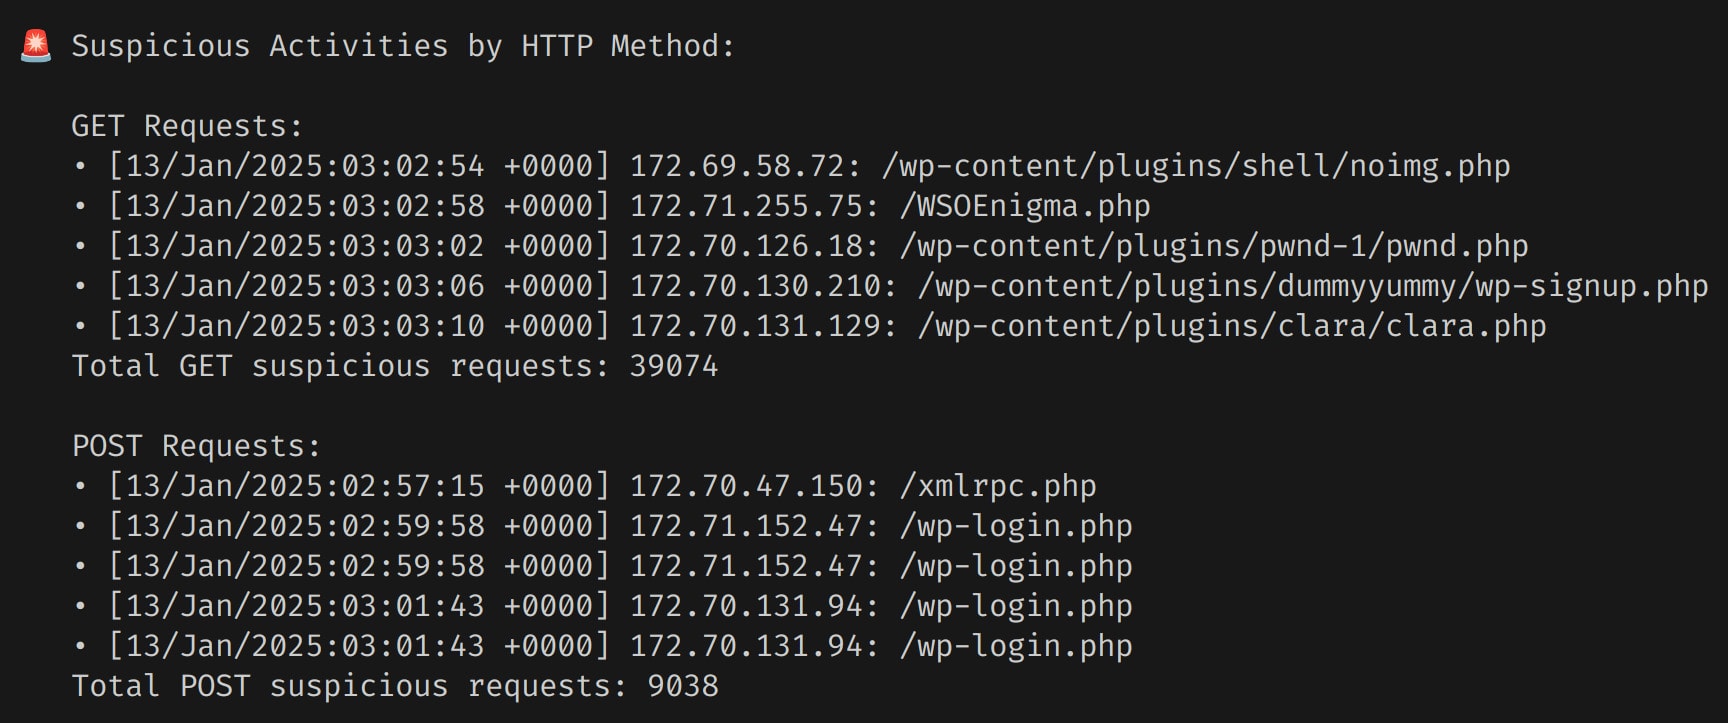 🚨 Suspicious Activities by HTTP Method:
GET Requests:
• [13/Jan/2025:03:02:54 +0000] 172.69.58.72: /wp-content/plugins/shell/noimg.php
• [13/Jan/2025:03:02:58 +0000] 172.71.255.75: /WSOEnigma.php
• [13/Jan/2025:03:03:02 +0000] 172.70.126.18: /wp-content/plugins/pwnd-1/pwnd.php
• [13/Jan/2025:03:03:06 +0000] 172.70.130.210: /wp-content/plugins/dummyyummy/wp-signup.php
• [13/Jan/2025:03:03:10 +0000] 172.70.131.129: /wp-content/plugins/clara/clara.php
Total GET suspicious requests: 39074
POST Requests:
• [13/Jan/2025:02:57:15 +0000] 172.70.47.150: /xmlrpc.php
• [13/Jan/2025:02:59:58 +0000] 172.71.152.47: /wp-login.php
• [13/Jan/2025:02:59:58 +0000] 172.71.152.47: /wp-login.php
• [13/Jan/2025:03:01:43 +0000] 172.70.131.94: /wp-login.php
• [13/Jan/2025:03:01:43 +0000] 172.70.131.94: /wp-login.php
Total POST suspicious requests: 9038